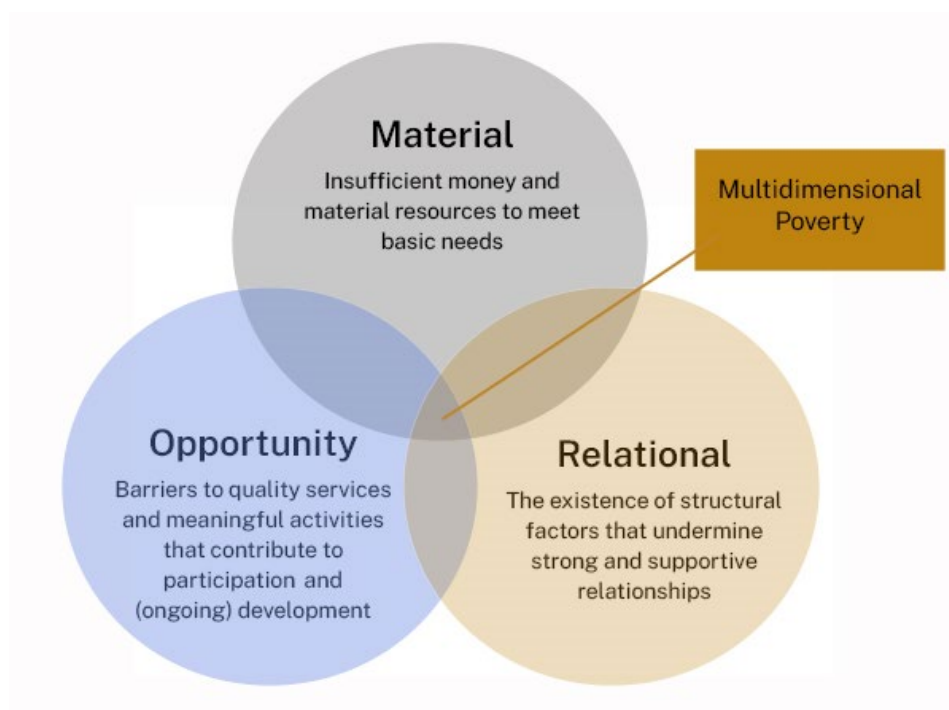 Material
Insufficient money and
material resources to meet
basic needs
Multidimensional
Poverty
Opportunity
Barriers to quality services
and meaningful activities
that contribute to
participation and
(ongoing) development
Relational
The existence of structural
factors that undermine
strong and supportive
relationships